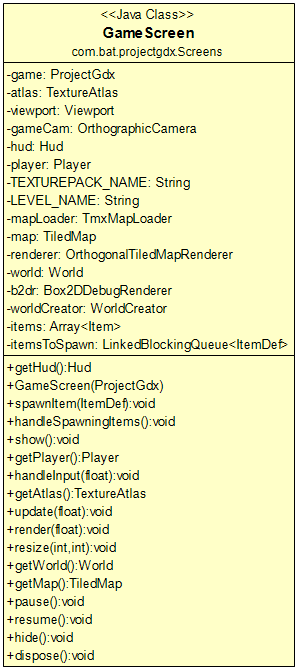 <<Java Class>>
GameScreen
com.bat.projectgdx.Screens
-game: ProjectGdx
-atlas: TextureAtlas
-viewport: Viewport
-gameCam: OrthographicCamera
-hud: Hud
-player: Player
-TEXTUREPACK_NAME: String
-LEVEL_NAME: String
-mapLoader: TmxMapLoader
-map: TiledMap
-renderer: OrthogonalTiledMapRenderer
-world: World
-b2dr: Box2DDebugRenderer
-worldCreator: WorldCreator
-items: Array<Item>
-itemsToSpawn: LinkedBlockingQueue<ItemDef>
+getHud():Hud
+GameScreen(ProjectGdx)
+spawnItem(ItemDef):void
+handleSpawningItems():void
+show():void
+getPlayer():Player
+handleInput(float):void
+getAtlas():TextureAtlas
+update(float):void
+render(float):void
+resize(int,int):void
+getWorld():World
+getMap():TiledMap
+pause():void
+resume():void
+hide():void
+dispose():void